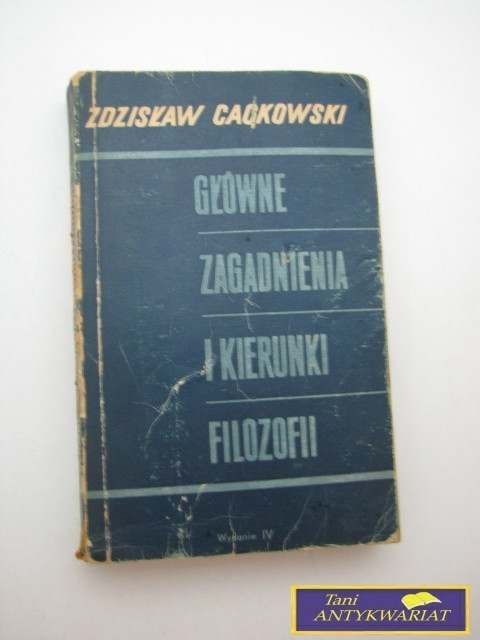 ZDZISŁAW CACKOWSKI
GŁÓWNE
ZAGADNIENIA
I KIERUNKI
FILOZOFII
Wydanie IV
Tani
ANTYKWARIAT